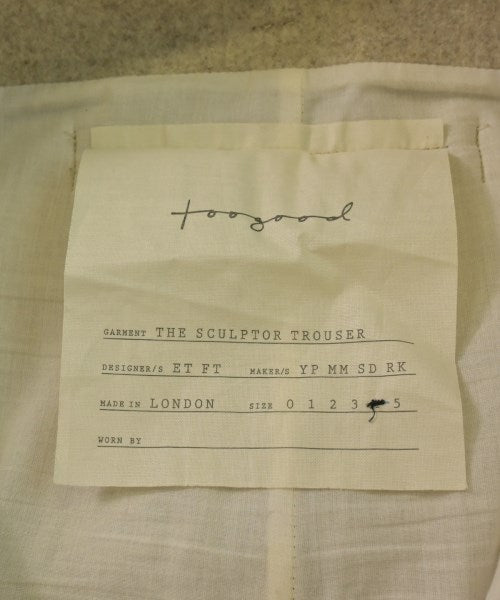 toogood
GARMENT THE SCULPTOR TROUSER
DESIGNER/S ET FT MAKER/S YP MM SD RK
MADE IN LONDON SIZE 0 1 2 3 5
WORN BY